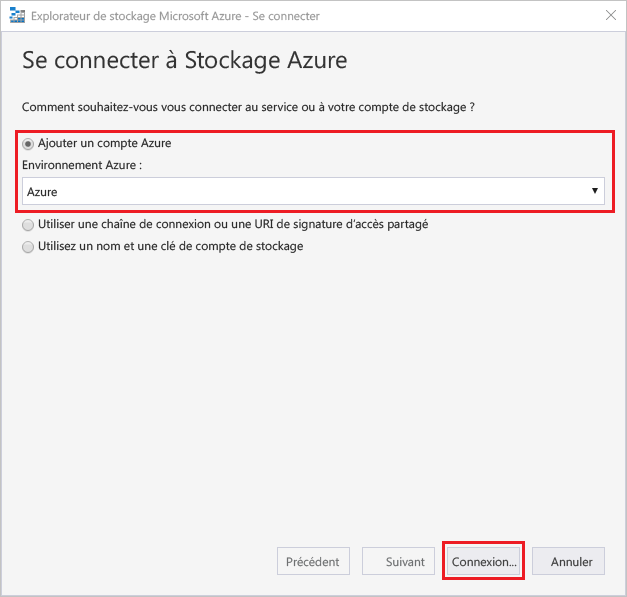 Explorateur de stockage Microsoft Azure - Se connecter
Se connecter à Stockage Azure
Comment souhaitez-vous vous connecter au service ou à votre compte de stockage ?
Ajouter un compte Azure
Environnement Azure :
Azure
Utiliser une chaîne de connexion ou une URI de signature d'accès partagé
Utilisez un nom et une clé de compte de stockage
Précédent
Suivant
Connexion...
Annuler